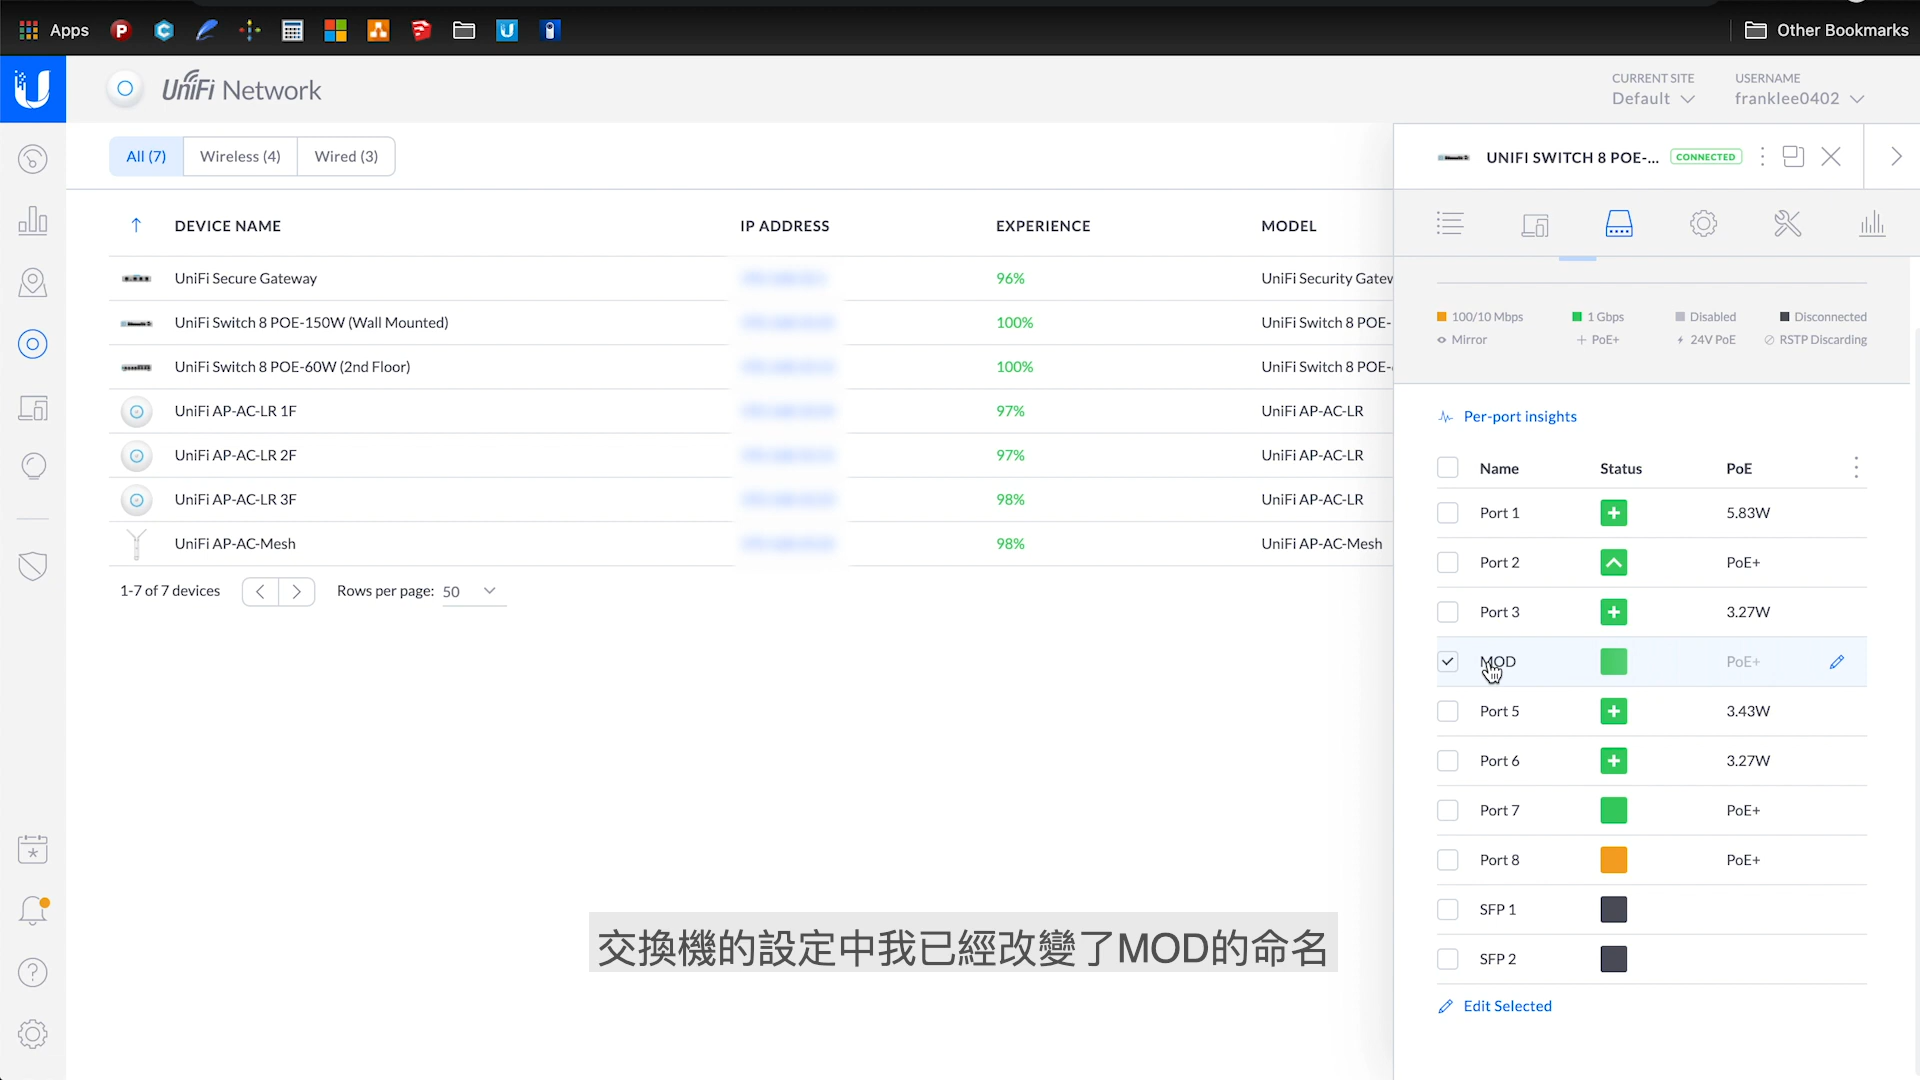 Apps
Other Bookmarks
UniFi Network
CURRENT SITE
Default
USERNAME
franklee0402
All (7)
Wireless (4)
Wired (3)
UNIFI SWITCH 8 POE-...
CONNECTED
DEVICE NAME
IP ADDRESS
EXPERIENCE
MODEL
UniFi Secure Gateway
96%
UniFi Security Gatew
UniFi Switch 8 POE-150W (Wall Mounted)
100%
UniFi Switch 8 POE-
UniFi Switch 8 POE-60W (2nd Floor)
100%
UniFi Switch 8 POE-
UniFi AP-AC-LR 1F
97%
UniFi AP-AC-LR
UniFi AP-AC-LR 2F
97%
UniFi AP-AC-LR
UniFi AP-AC-LR 3F
98%
UniFi AP-AC-LR
UniFi AP-AC-Mesh
98%
UniFi AP-AC-Mesh
1-7 of 7 devices
Rows per page: 50
100/10 Mbps
1 Gbps
Disabled
Disconnected
Mirror
PoE+
24V PoE
RSTP Discarding
Per-port insights
Name
Status
PoE
Port 1
5.83W
Port 2
PoE+
Port 3
3.27W
MOD
PoE+
Port 5
3.43W
Port 6
3.27W
Port 7
PoE+
Port 8
PoE+
SFP 1
SFP 2
Edit Selected
交換機的設定中我已經改變了MOD的命名